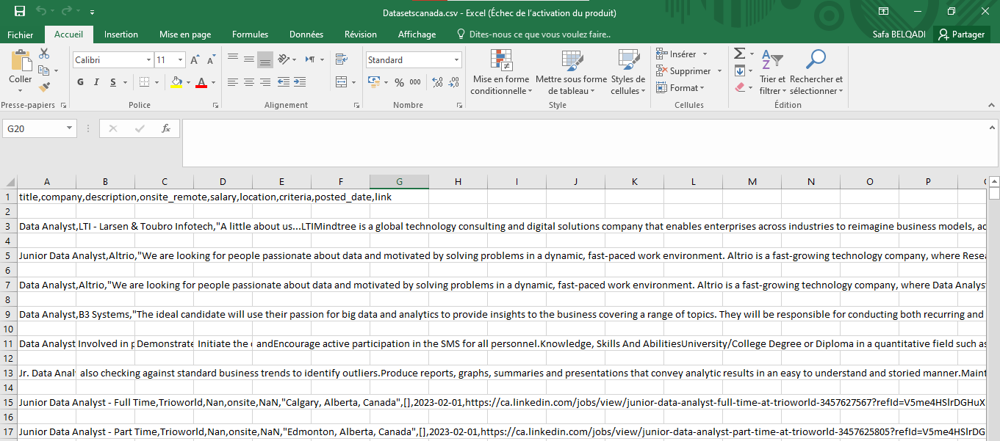 Datasetscanada.csv - Excel (Échec de l'activation du produit)
Fichier Accueil Insertion Mise en page Formules Données Révision Affichage Dites-nous ce que vous voulez faire.. Safa BELQADI Partager
Coller
Calibri 11
G I S
Standard
% 000
Mise en forme conditionnelle
Mettre sous forme de tableau
Styles de cellules
Insérer
Supprimer
Format
Trier et filtrer
Rechercher et sélectionner
Presse-papiers Police Alignement Nombre Style Cellules Édition
G20 fx
A B C D E F G H I J K L M N O P
1 title,company,description,onsite_remote,salary,location,criteria,posted_date,link
2
3 Data Analyst,LTI - Larsen & Toubro Infotech,"A little about us...LTIMindtree is a global technology consulting and digital solutions company that enables enterprises across industries to reimagine business models, ac
4
5 Junior Data Analyst,Altrio,"We are looking for people passionate about data and motivated by solving problems in a dynamic, fast-paced work environment. Altrio is a fast-growing technology company, where Resea
6
7 Data Analyst,Altrio,"We are looking for people passionate about data and motivated by solving problems in a dynamic, fast-paced work environment. Altrio is a fast-growing technology company, where Data Analys
8
9 Data Analyst,B3 Systems,"The ideal candidate will use their passion for big data and analytics to provide insights to the business covering a range of topics. They will be responsible for conducting both recurring and
10
11 Data Analyst Involved in p Demonstrate Initiate the andEncourage active participation in the SMS for all personnel.Knowledge, Skills And AbilitiesUniversity/College Degree or Diploma in a quantitative field such as
12
13 Jr. Data Anal also checking against standard business trends to identify outliers.Produce reports, graphs, summaries and presentations that convey analytic results in an easy to understand and storied manner.Maint
14
15 Junior Data Analyst - Full Time,Trioworld,Nan,onsite,NaN,"Calgary, Alberta, Canada",[],2023-02-01,https://ca.linkedin.com/jobs/view/junior-data-analyst-full-time-at-trioworld-3457627567?refId=V5me4HSlrDGHuX
16
17 Junior Data Analyst - Part Time,Trioworld,Nan,onsite,NaN,"Edmonton, Alberta, Canada",[],2023-02-01,https://ca.linkedin.com/jobs/view/junior-data-analyst-part-time-at-trioworld-3457625805?refId=V5me4HSlrDG